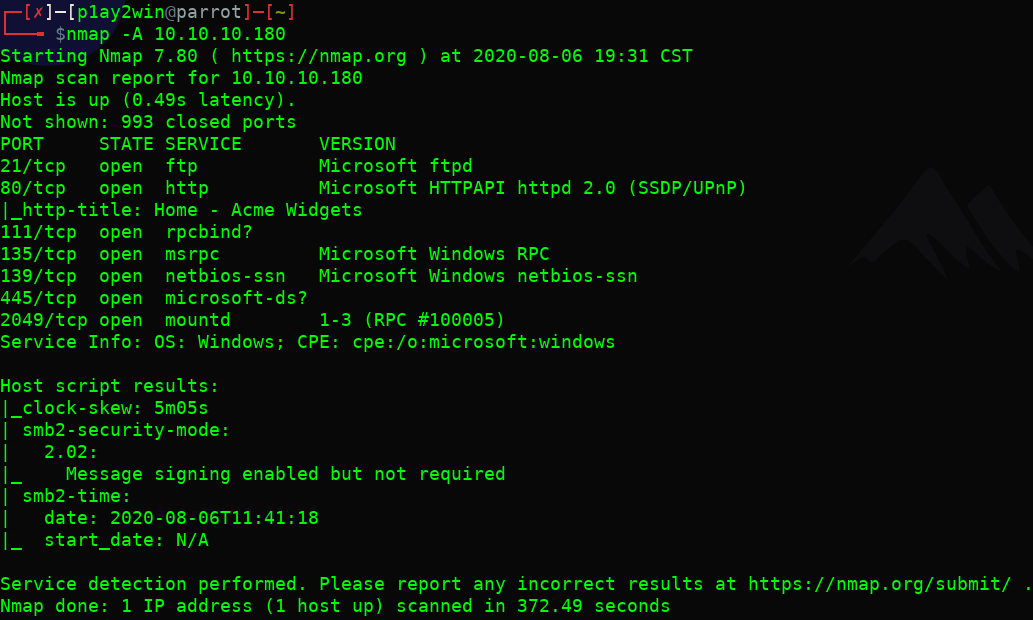 ┌─[✗]─[p1ay2win@parrot]─[~]
└──╼ $nmap -A 10.10.10.180
Starting Nmap 7.80 ( https://nmap.org ) at 2020-08-06 19:31 CST
Nmap scan report for 10.10.10.180
Host is up (0.49s latency).
Not shown: 993 closed ports
PORT     STATE SERVICE       VERSION
21/tcp   open  ftp           Microsoft ftpd
80/tcp   open  http          Microsoft HTTPAPI httpd 2.0 (SSDP/UPnP)
|_http-title: Home - Acme Widgets
111/tcp  open  rpcbind?
135/tcp  open  msrpc         Microsoft Windows RPC
139/tcp  open  netbios-ssn   Microsoft Windows netbios-ssn
445/tcp  open  microsoft-ds?
2049/tcp open  mountd        1-3 (RPC #100005)
Service Info: OS: Windows; CPE: cpe:/o:microsoft:windows

Host script results:
|_clock-skew: 5m05s
| smb2-security-mode:
|   2.02:
|_    Message signing enabled but not required
| smb2-time:
|   date: 2020-08-06T11:41:18
|_  start_date: N/A

Service detection performed. Please report any incorrect results at https://nmap.org/submit/ .
Nmap done: 1 IP address (1 host up) scanned in 372.49 seconds